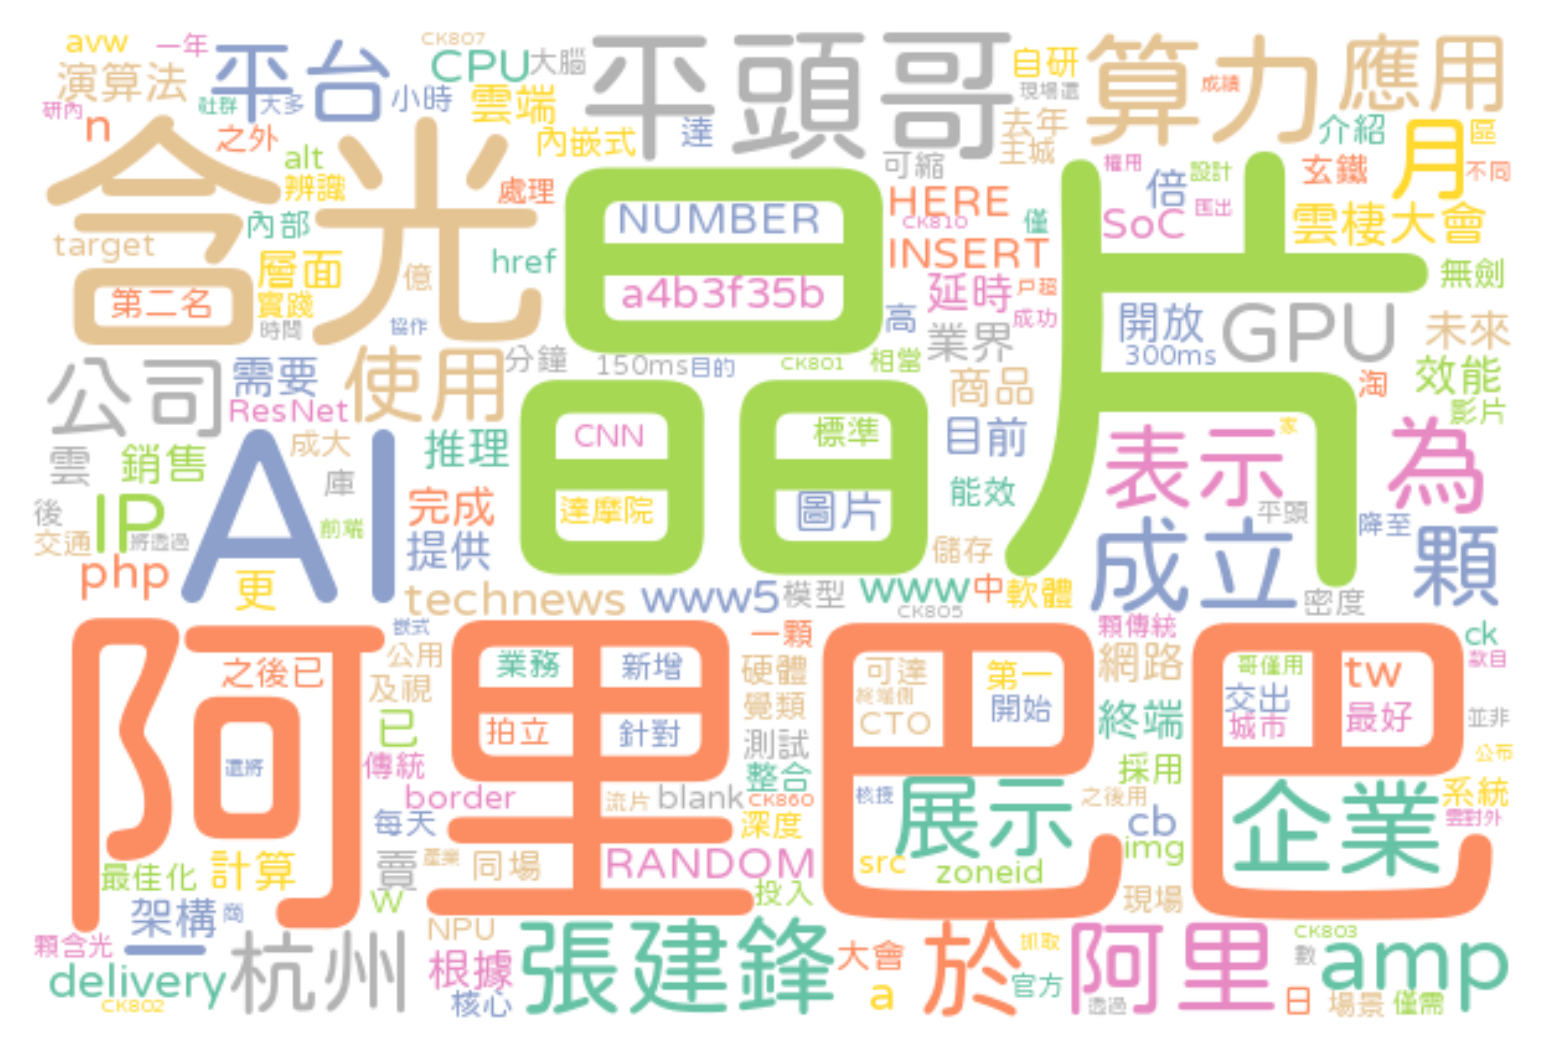 avw
一年
平台
CK807
CPU
大腦
平頭哥
自研
算力
成績
應用
演算法
研內
社群
大多
小時
雲端
現場還
n
之外
內嵌式
達
去年
主城
介紹
月
區
含光
alt
辨識
處理
可縮
權用
設計
倍
玄鐵
不同
晶片
NUMBER
HERE
CK810
僅
SoC
匯出
雲棲大會
target
內部
層面
億
href
INSERT
第二名
實踐
時間
協作
a4b3f35b
延時
戶超
成功
高
業界
開放
300ms
GPU
無劍
未來
公司
需要
使用
分鐘
150ms
目的
CK801
相當
商品
淘
效能
影片
ResNet
AI
成大
推理
CNN
標準
目前
表示
家
為
雲
銷售
庫
完成
達摩院
圖片
能效
平頭
降至
後
IP
將透過
前端
提供
交通
儲存
成立
顆
php
更
technews
www5
模型
www
中
軟體
CK805
密度
阿里巴巴
嵌式
一顆
顆傳統
ck
款目
之後已
公用
業務
新增
硬體
可達
第一
網路
哥僅用
tw
及視
覺類
終端側
CTO
開始
交出
城市
最好
並非
已
拍立
針對
測試
終端
還將
傳統
整合
採用
公布
border
流片
blank
CK860
核授
展示
之後用
企業
系統
每天
深度
cb
雲對外
最佳化
計算
賣
產業
同場
RANDOM
src
zoneid
img
W
投入
現場
架構
商
一
NPU
張建鋒
大會
於
抓取
阿里
CK803
數
amp
顆含光
delivery
杭州
根據
a
官方
CK802
核心
透過
日
場景
僅需